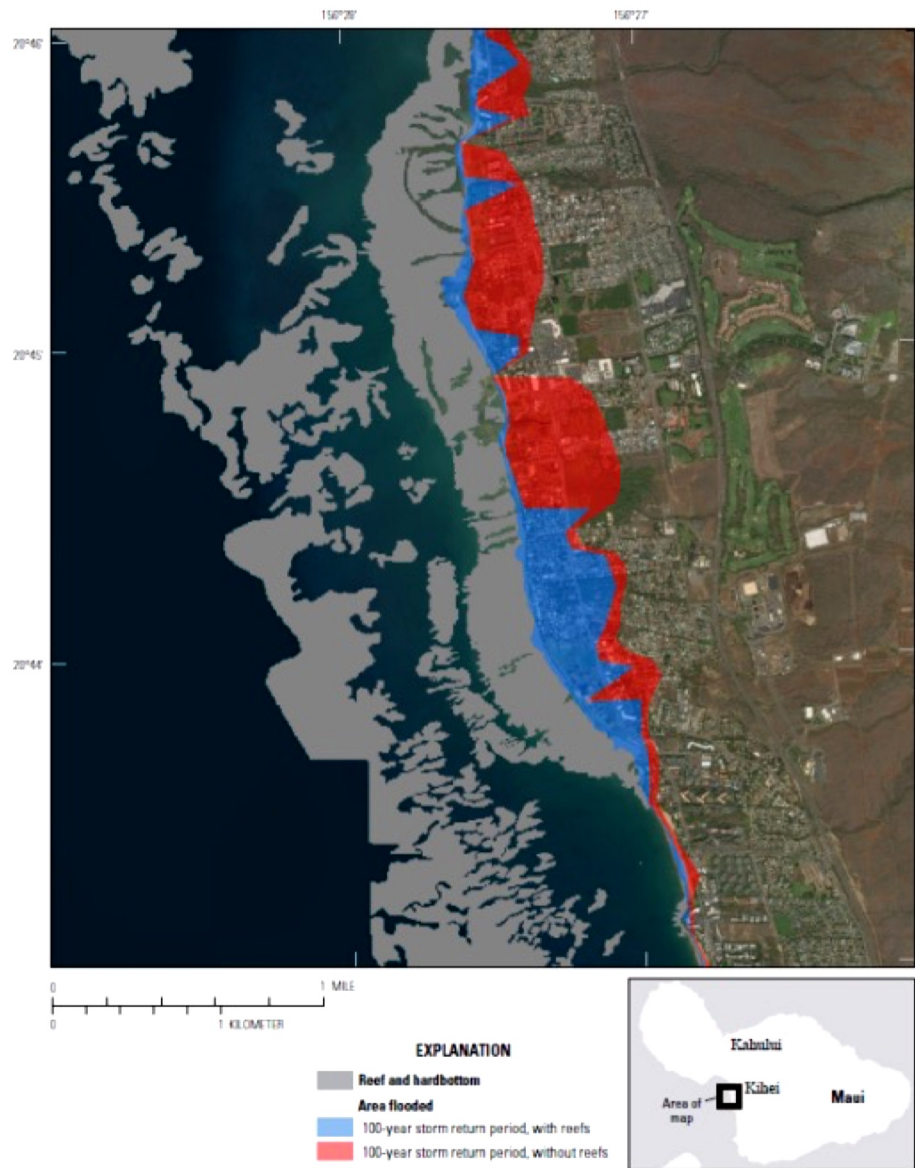 156°28' 156°27'
20°46'
20°45'
20°44'
0 1 MILE
0 1 KILOMETER
EXPLANATION
Reef and hardbottom
Area flooded
100-year storm return period, with reefs
100-year storm return period, without reefs
Kahului
Kihei
Maui
Area of
map